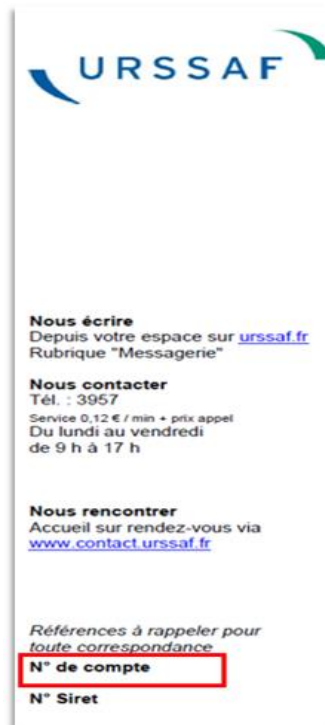 URSSAF
Nous écrire
Depuis votre espace sur urssaf.fr
Rubrique "Messagerie"
Nous contacter
Tél. : 3957
Service 0,12 € / min + prix appel
Du lundi au vendredi
de 9 h à 17 h
Nous rencontrer
Accueil sur rendez-vous via
www.contact.urssaf.fr
Références à rappeler pour
toute correspondance
N° de compte
N° Siret